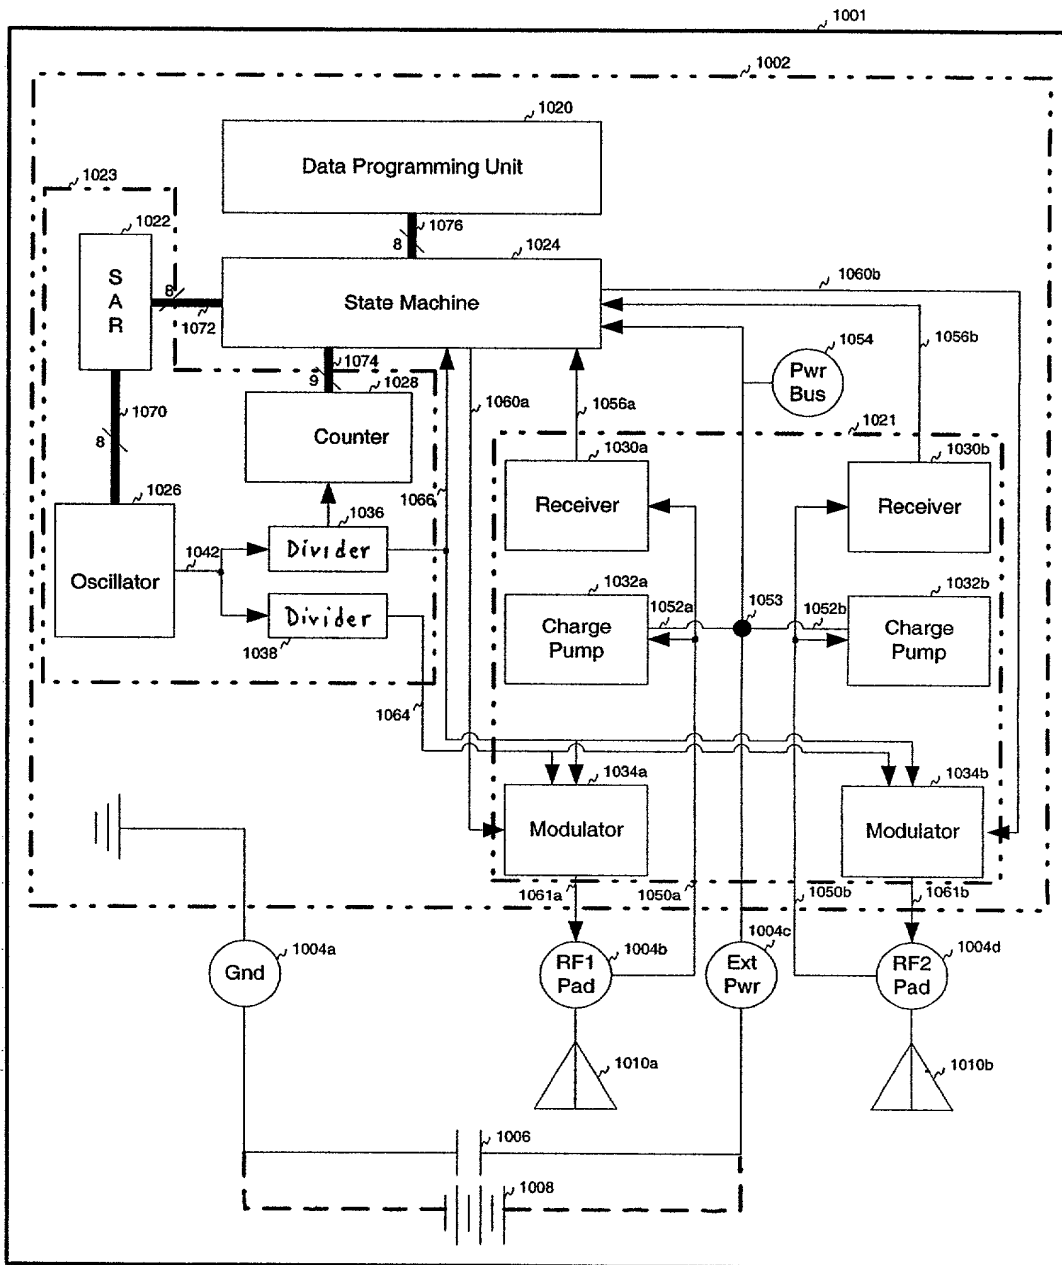 1001
1002
1020
Data Programming Unit
1023
1076
8
1022
1024
S
A
R
8
1072
State Machine
1060b
1054
Pwr
Bus
1056b
1074
9
1028
1060a
1056a
1070
8
Counter
1021
1030a
1030b
1066
Receiver
Receiver
1026
1036
Divider
1042
Oscillator
1032a
1032b
1052a
1053
1052b
Divider
1038
Charge
Pump
Charge
Pump
1064
1034a
1034b
Modulator
Modulator
1061a
1050a
1050b
1061b
1004a
Gnd
1004b
RF1
Pad
1004c
Ext
Pwr
1004d
RF2
Pad
1010a
1010b
1006
1008